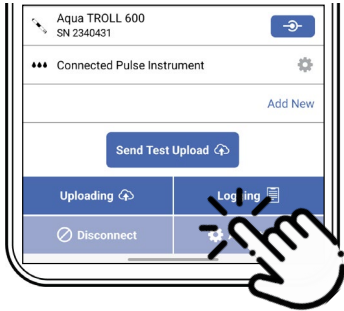 Aqua TROLL 600
SN 2340431
Connected Pulse Instrument
Add New
Send Test Upload
Uploading
Logging
Disconnect